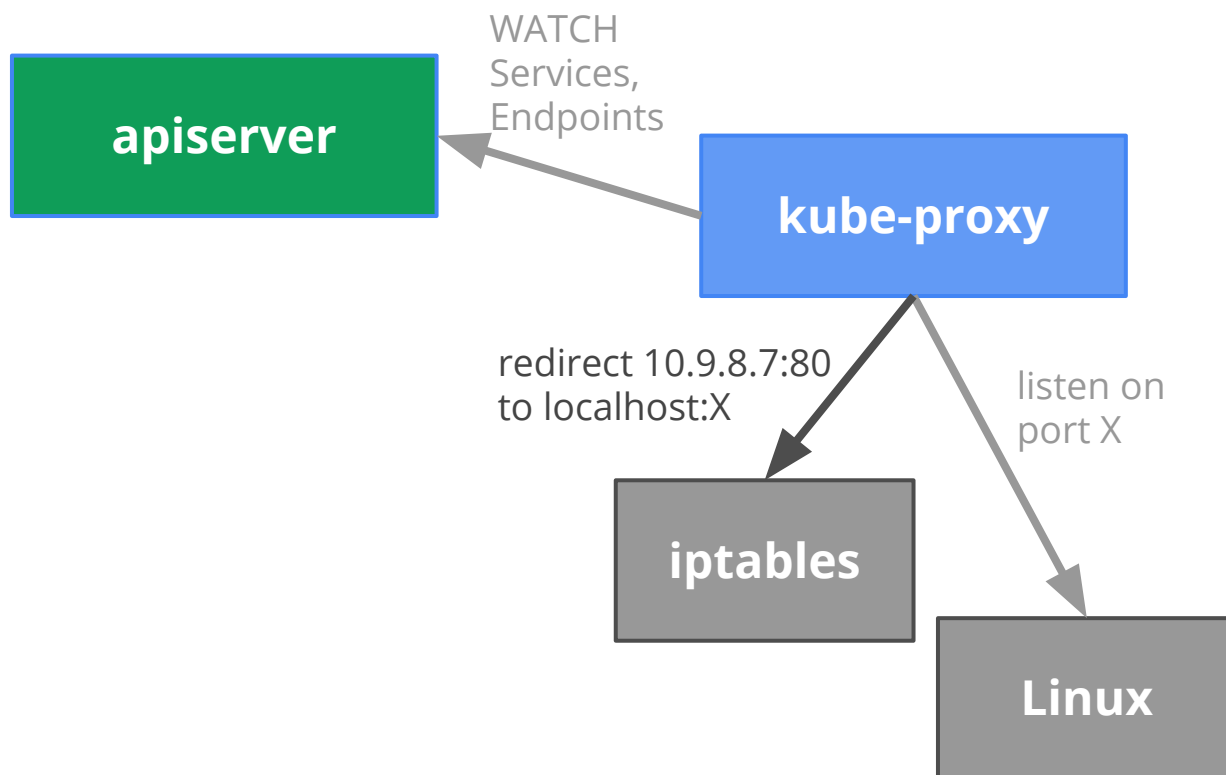 WATCH
Services,
Endpoints
apiserver
kube-proxy
redirect 10.9.8.7:80
to localhost:X
listen on
port X
iptables
Linux